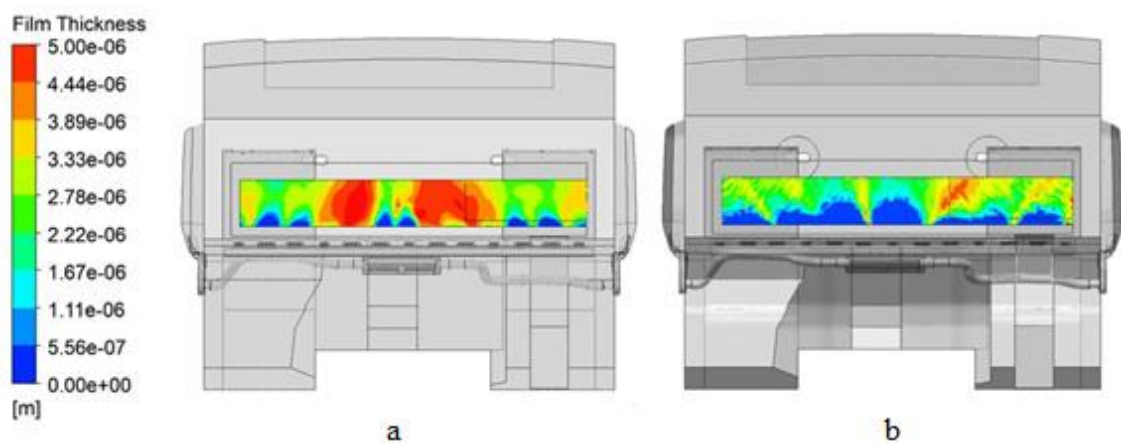 Film Thickness
5.00e-06
4.44e-06
3.89e-06
3.33e-06
2.78e-06
2.22e-06
1.67e-06
1.11e-06
5.56e-07
0.00e+00
[m]
a
b